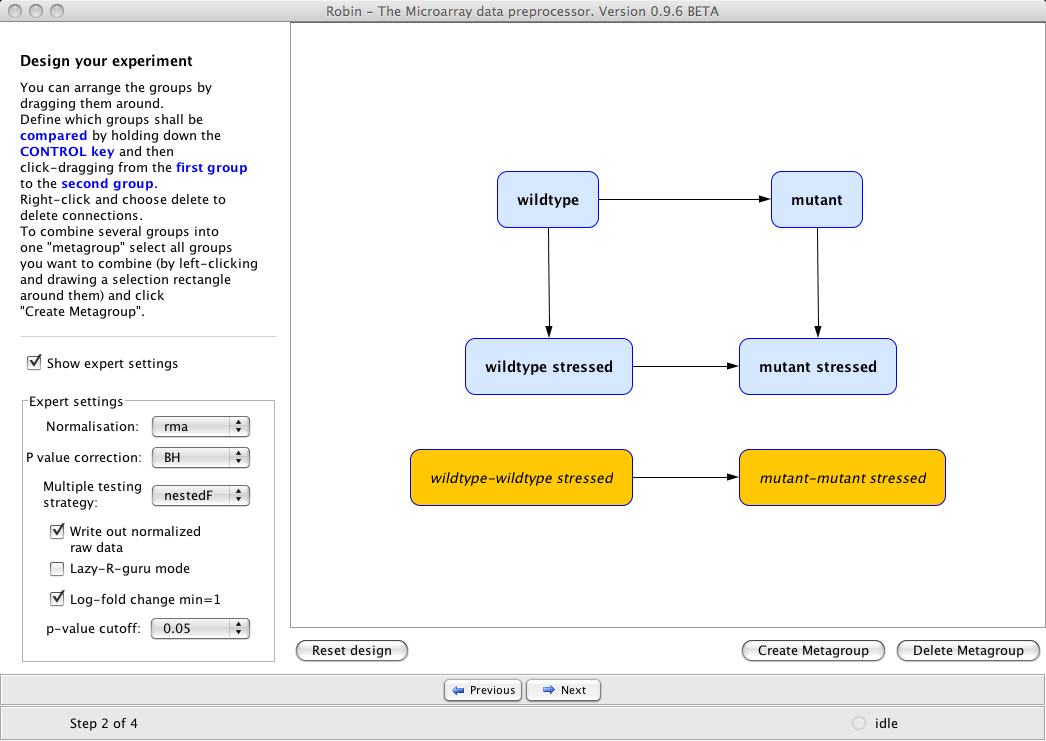 Robin - The Microarray data preprocessor. Version 0.9.6 BETA
Design your experiment
You can arrange the groups by
dragging them around.
Define which groups shall be
compared by holding down the
CONTROL key and then
click-dragging from the first group
to the second group.
Right-click and choose delete to
delete connections.
To combine several groups into
one "metagroup" select all groups
you want to combine (by left-clicking
and drawing a selection rectangle
around them) and click
"Create Metagroup".
Show expert settings
Expert settings
Normalisation: rma
P value correction: BH
Multiple testing
strategy: nestedF
Write out normalized
raw data
Lazy-R-guru mode
Log-fold change min=1
p-value cutoff: 0.05
wildtype
mutant
wildtype stressed
mutant stressed
wildtype-wildtype stressed
mutant-mutant stressed
Reset design
Create Metagroup
Delete Metagroup
Previous
Next
Step 2 of 4
idle